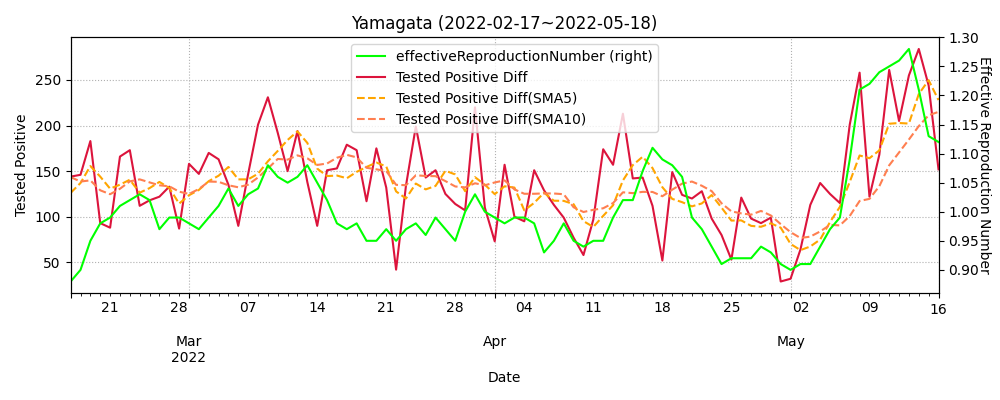 Yamagata (2022-02-17~2022-05-18)
effectiveReproductionNumber (right)
Tested Positive Diff
Tested Positive Diff(SMA5)
Tested Positive Diff(SMA10)
Tested Positive
250
200
150
100
50
1.30
1.25
1.20
1.15
1.10
1.05
1.00
0.95
0.90
Effective Reproduction Number
21 28 07 14 21 28 04 11 18 25 02 09 16
Mar Apr May
2022
Date